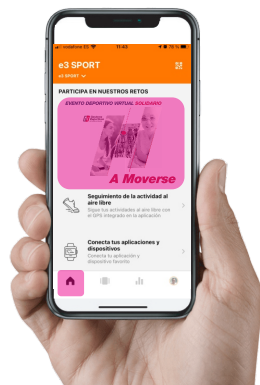 vodafone ES
11:43
76 %
e3 SPORT
e3 SPORT
PARTICIPA EN NUESTROS RETOS
EVENTO DEPORTIVO VIRTUAL SOLIDARIO
A Moverse
Seguimiento de la actividad al
aire libre
Sigue tus actividades al aire libre con
el GPS integrado en la aplicación
Conecta tus aplicaciones y
dispositivos
Conecta tu aplicación y
dispositivo favorito